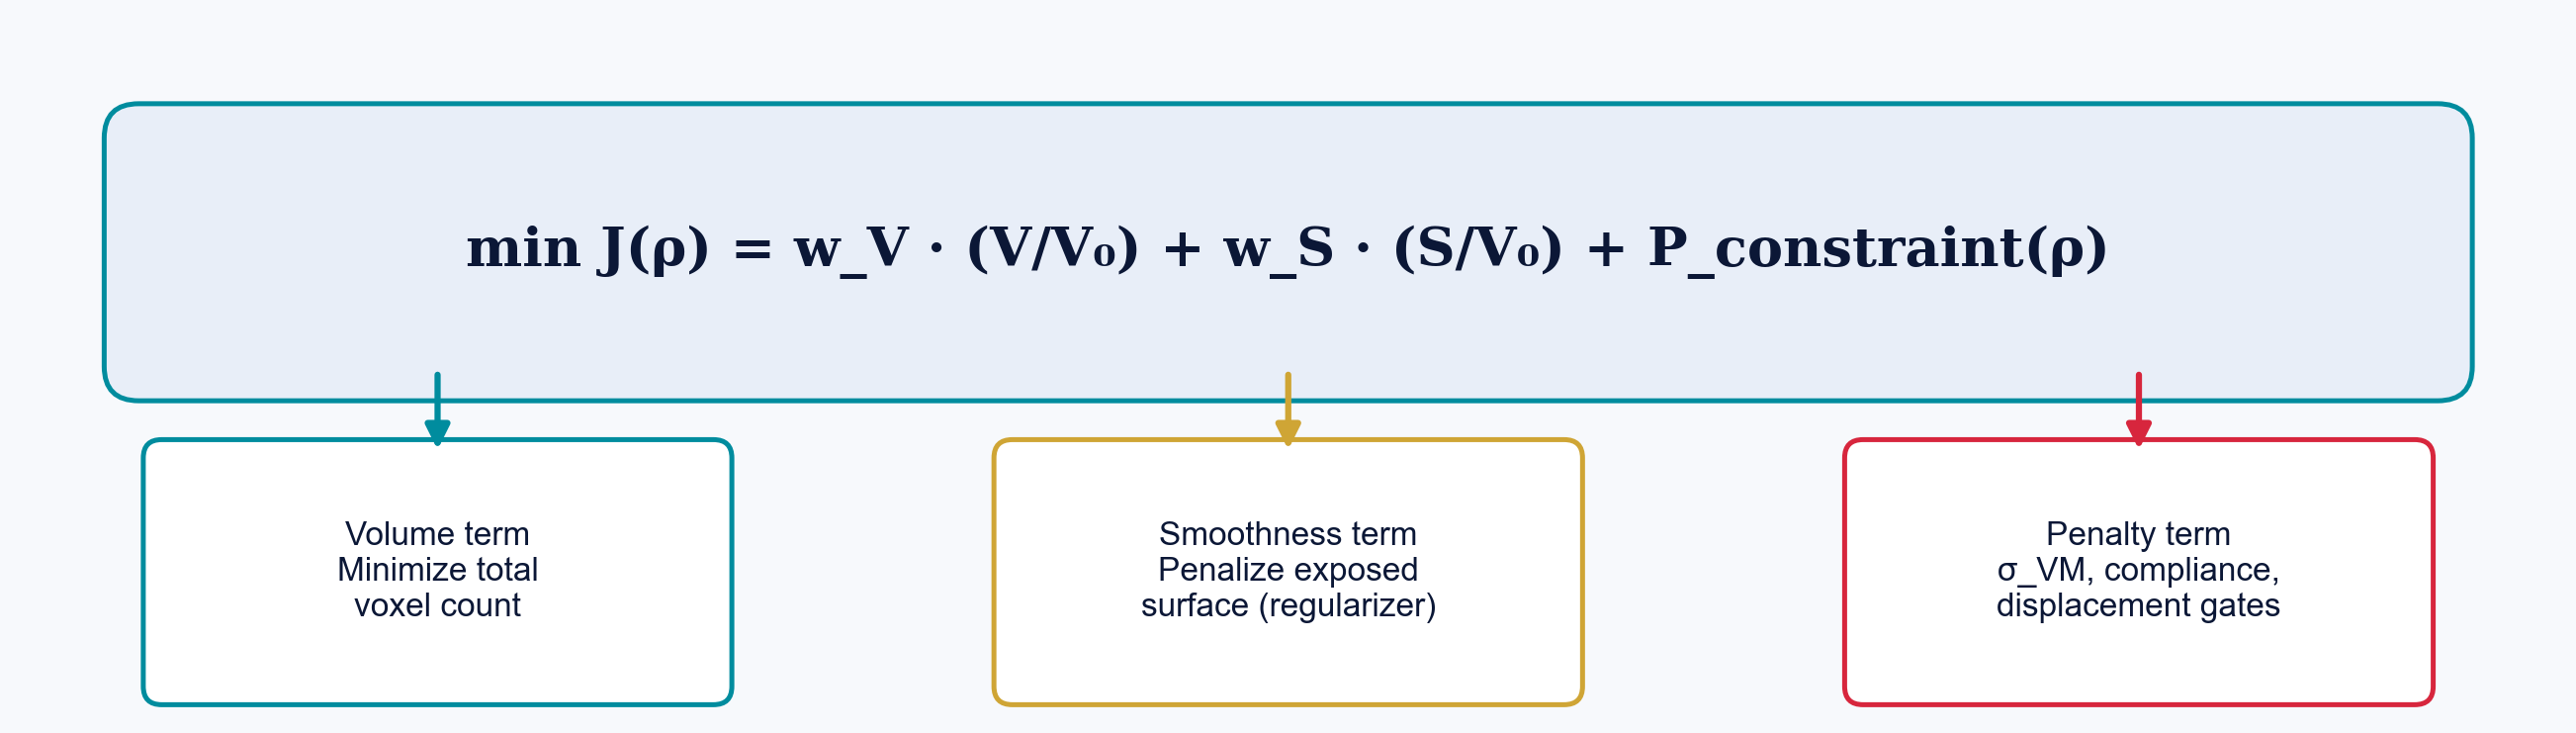 min J(ρ) = w_V · (V/V₀) + w_S · (S/V₀) + P_constraint(ρ)
Volume term
Minimize total
voxel count
Smoothness term
Penalize exposed
surface (regularizer)
Penalty term
σ_VM, compliance,
displacement gates